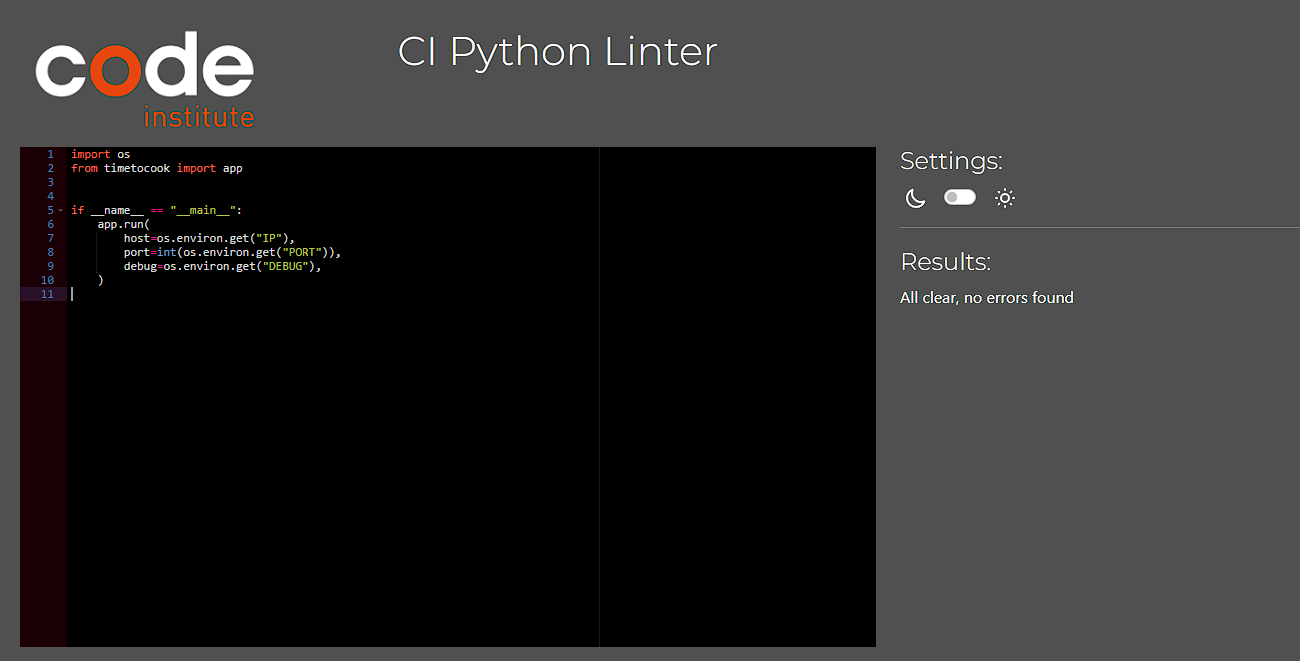 code
institute
CI Python Linter
1 import os
2 from timetocook import app
3
4
5 if __name__ == "__main__":
6     app.run(
7         host=os.environ.get("IP"),
8         port=int(os.environ.get("PORT")),
9         debug=os.environ.get("DEBUG"),
10     )
11
Settings:
Results:
All clear, no errors found